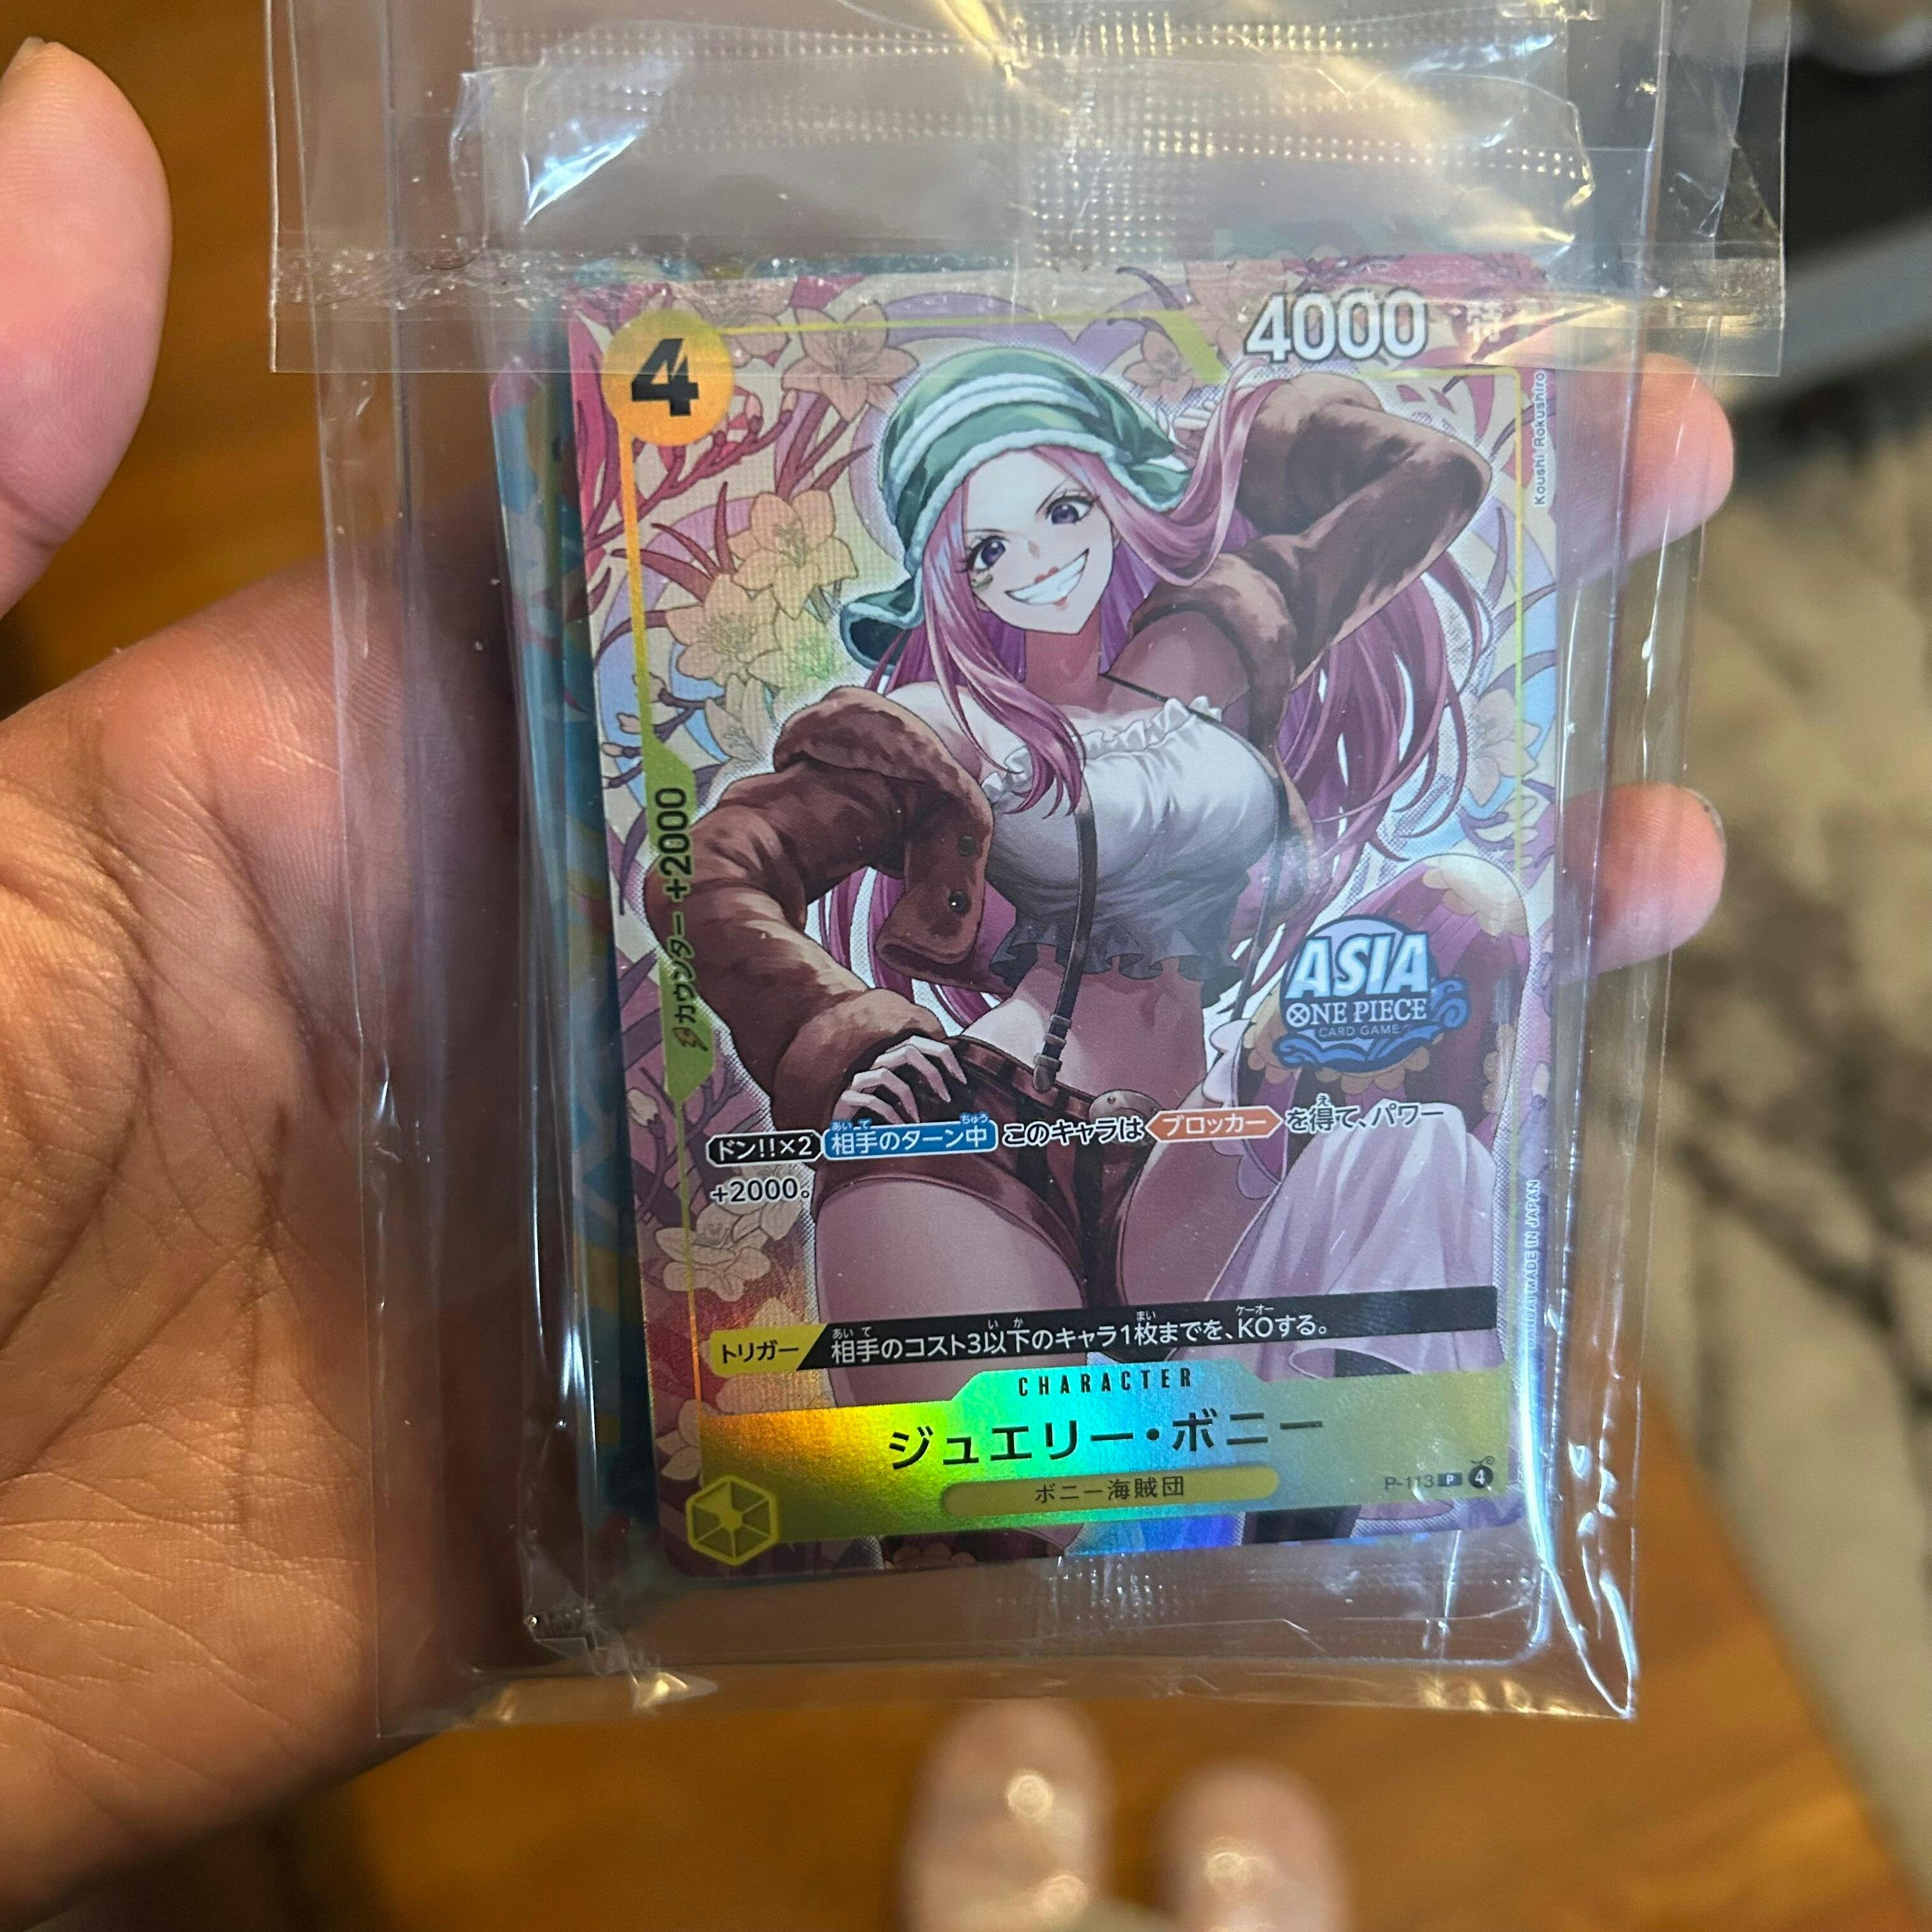 4
4000
特
Koushi Rokushiro
カウンター +2000
ASIA
ONE PIECE
CARD GAME
ドン!!×2 相手のターン中 このキャラは ブロッカー を得て、パワー
+2000。
トリガー 相手のコスト3以下のキャラ1枚までを、KOする。
MADE IN JAPAN
CHARACTER
ジュエリー・ボニー
ボニー海賊団
P-113 P 4